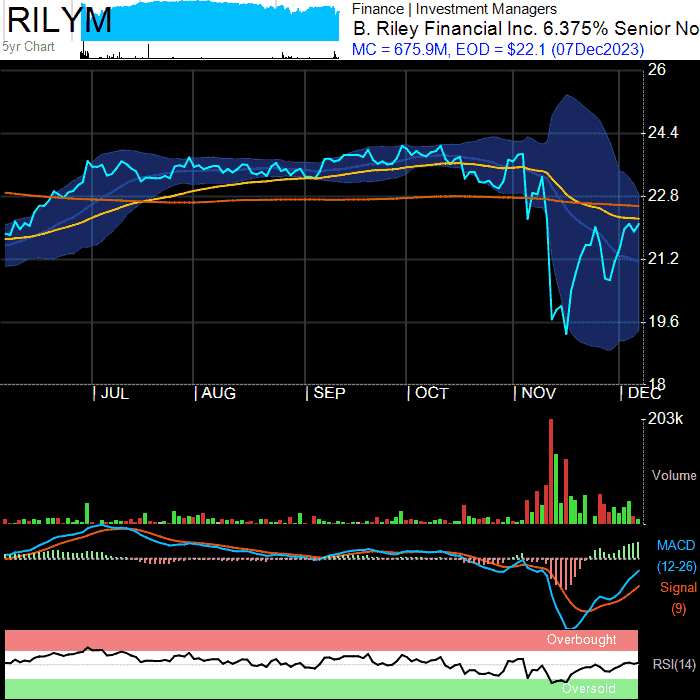 RILYM
5yr Chart
Finance | Investment Managers
B. Riley Financial Inc. 6.375% Senior No
MC = 675.9M, EOD = $22.1 (07Dec2023)
26
24.4
22.8
21.2
19.6
18
JUL
AUG
SEP
OCT
NOV
DEC
203k
Volume
MACD
(12-26)
Signal
(9)
Overbought
RSI(14)
Oversold